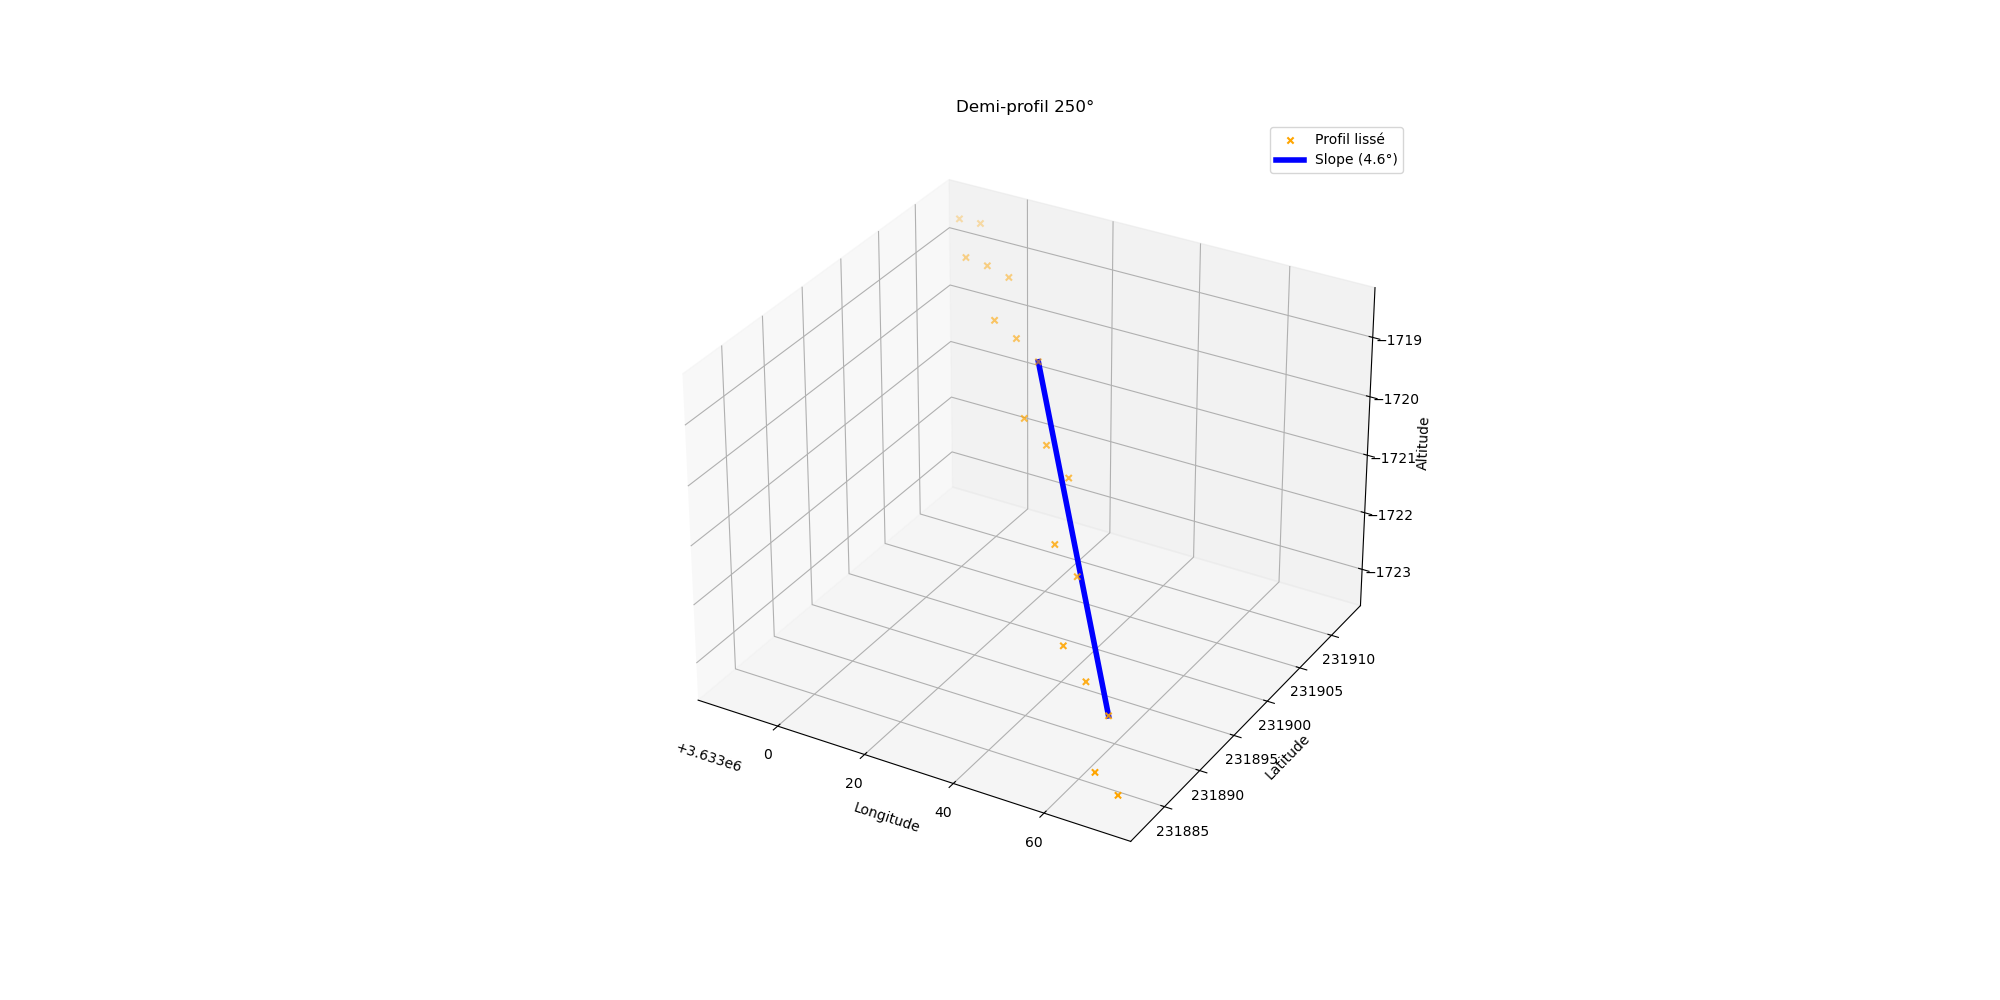 Demi-profil 250°
Profil lissé
Slope (4.6°)
−1719
−1720
−1721
−1722
−1723
Altitude
231910
231905
231900
231895
231890
231885
Latitude
+3.633e6
0
20
40
60
Longitude